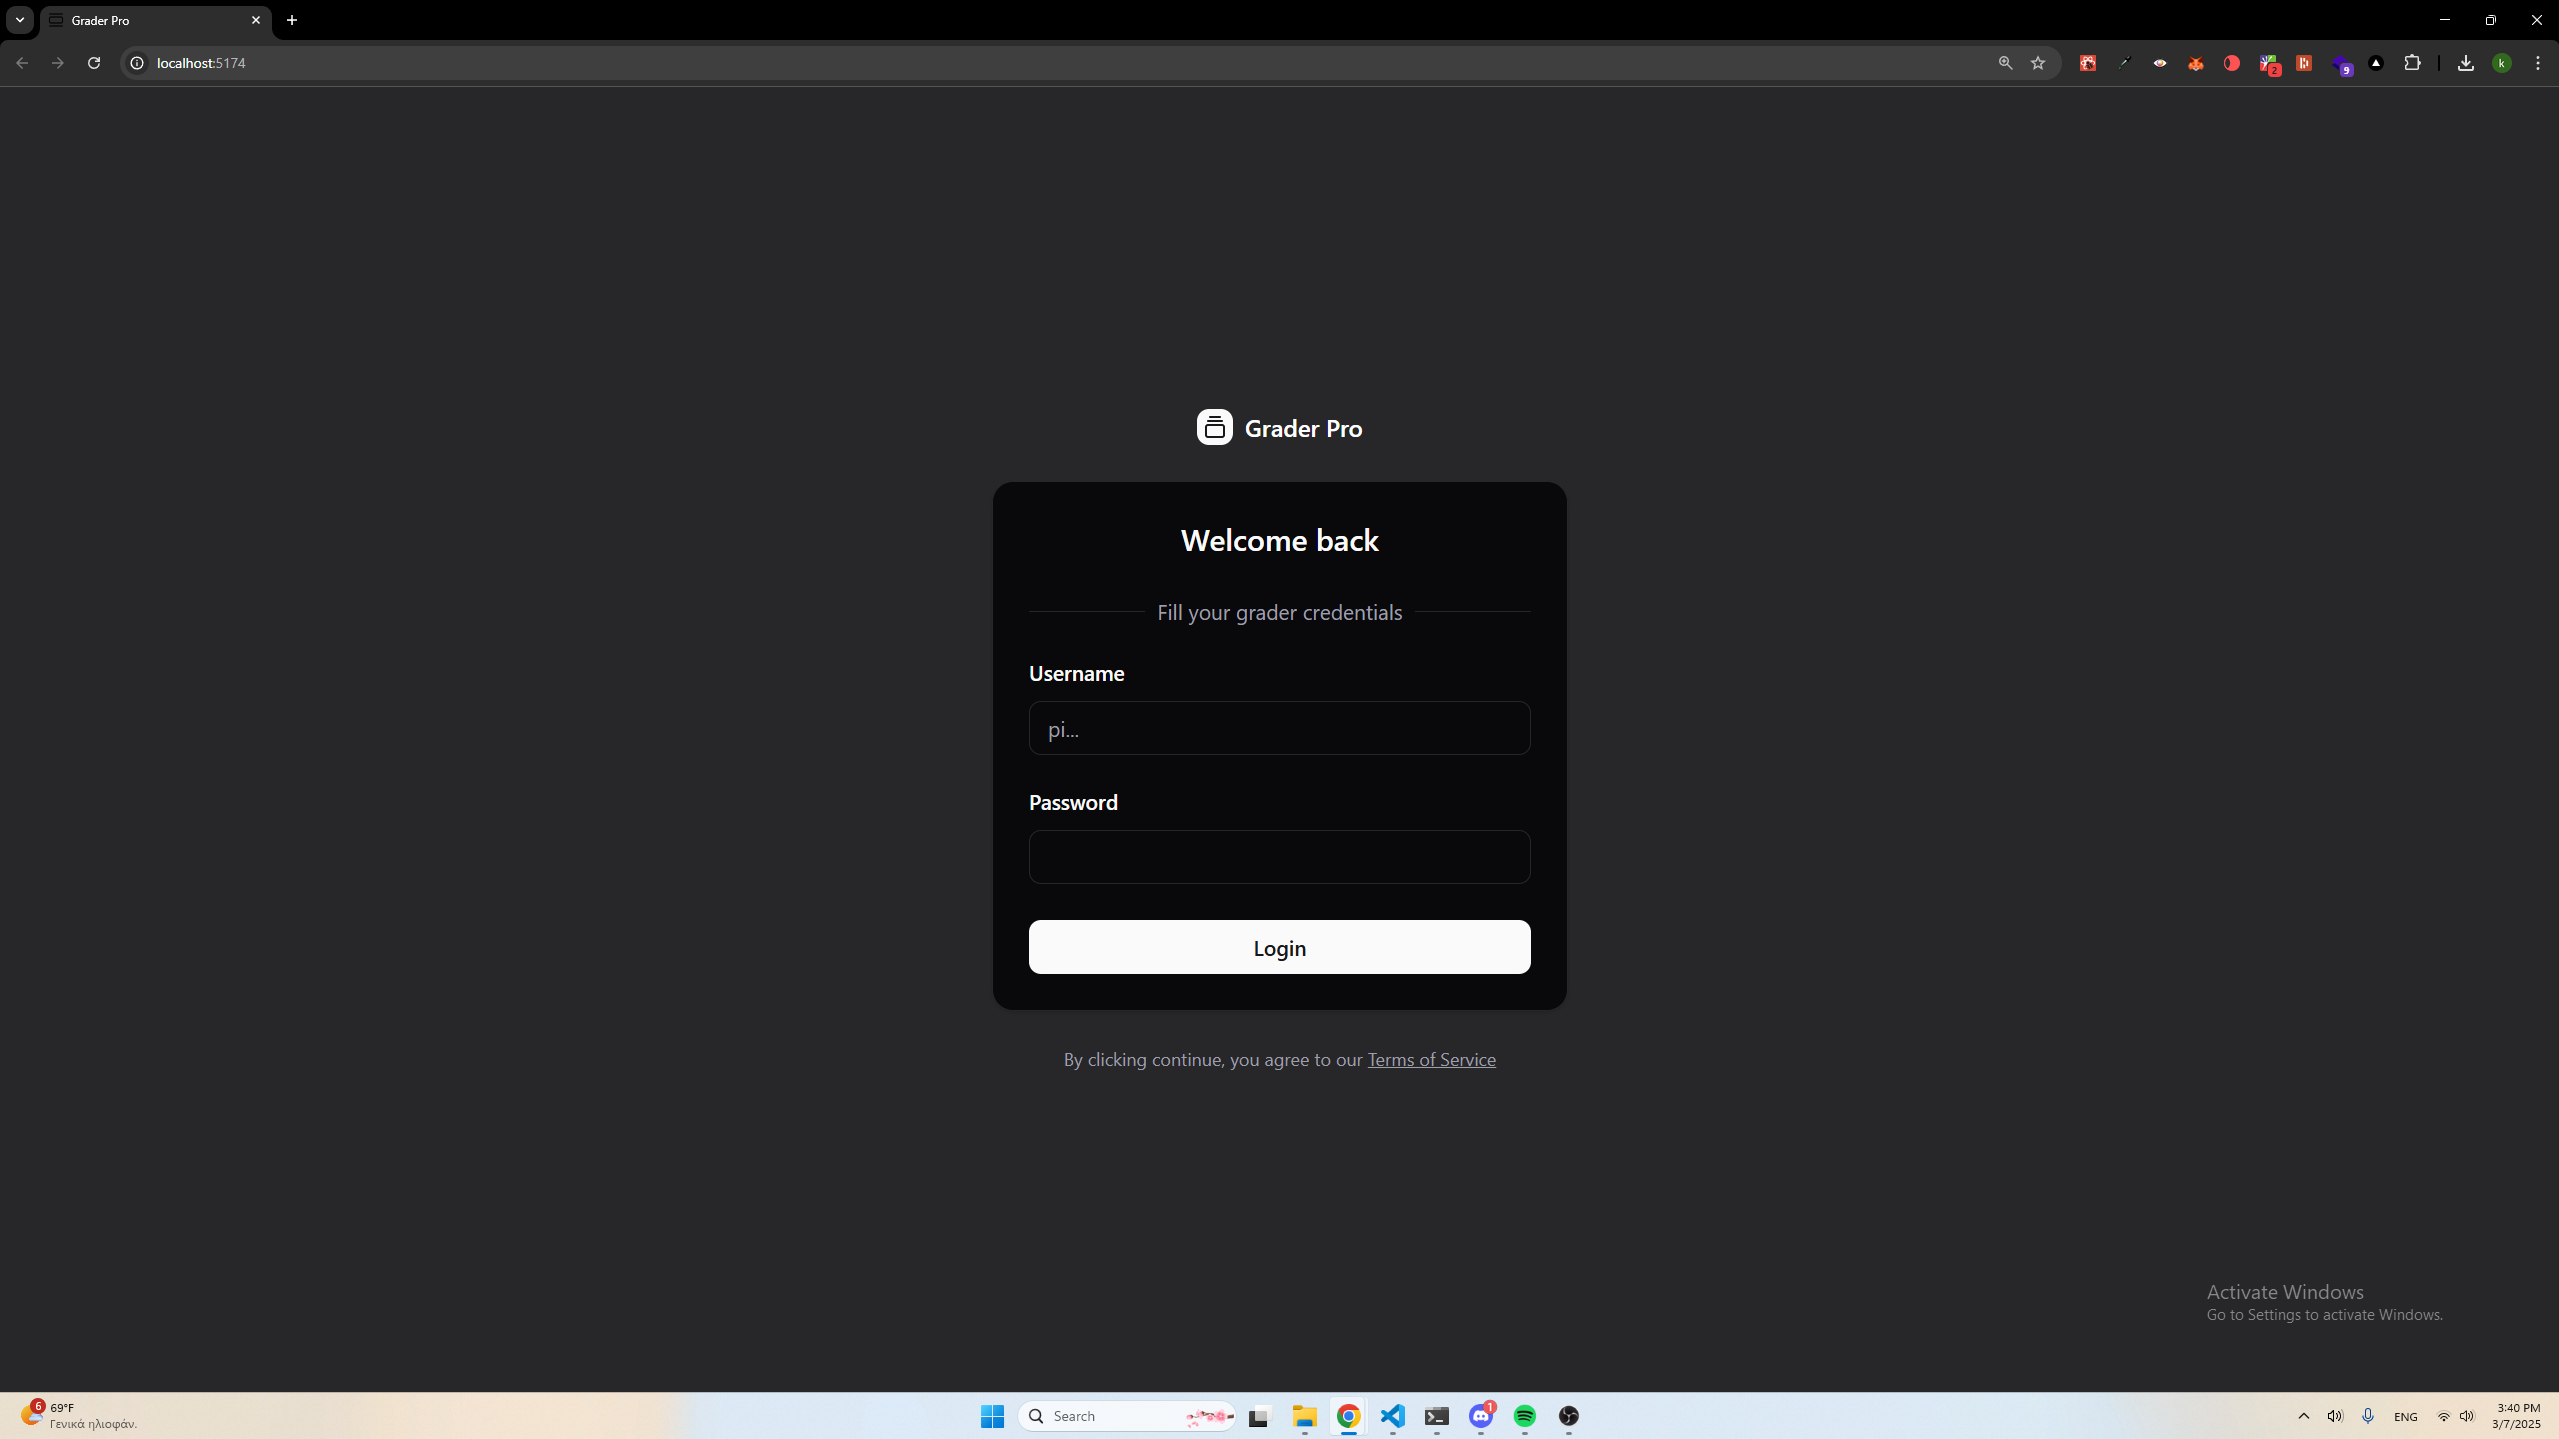 Grader Pro
localhost:5174
2
9
k
Grader Pro
Welcome back
Fill your grader credentials
Username
pi...
Password
Login
By clicking continue, you agree to our Terms of Service
Activate Windows
Go to Settings to activate Windows.
6
69°F
Γενικά ηλιοφάν.
Search
1
ENG
3:40 PM
3/7/2025